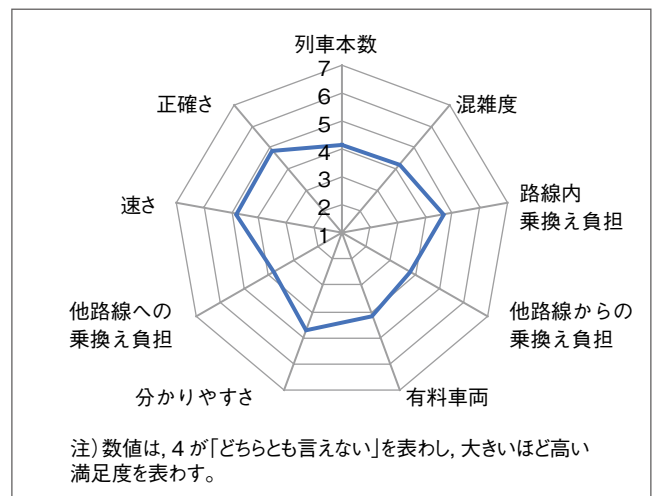 列車本数
7
6
5
4
3
2
1
混雑度
路線内
乗換え負担
他路線からの
乗換え負担
有料車両
分かりやすさ
他路線への
乗換え負担
速さ
正確さ
注）数値は，4 が「どちらとも言えない」を表わし，大きいほど高い
満足度を表わす。